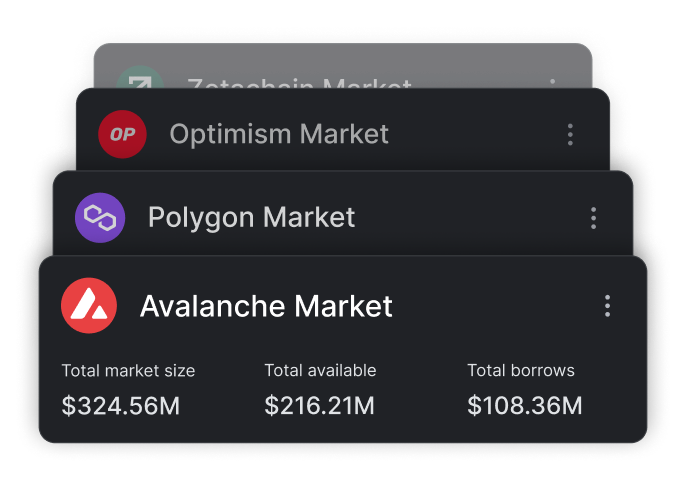 Zetachain Market
OP
Optimism Market
Polygon Market
Avalanche Market
Total market size
Total available
Total borrows
$324.56M
$216.21M
$108.36M